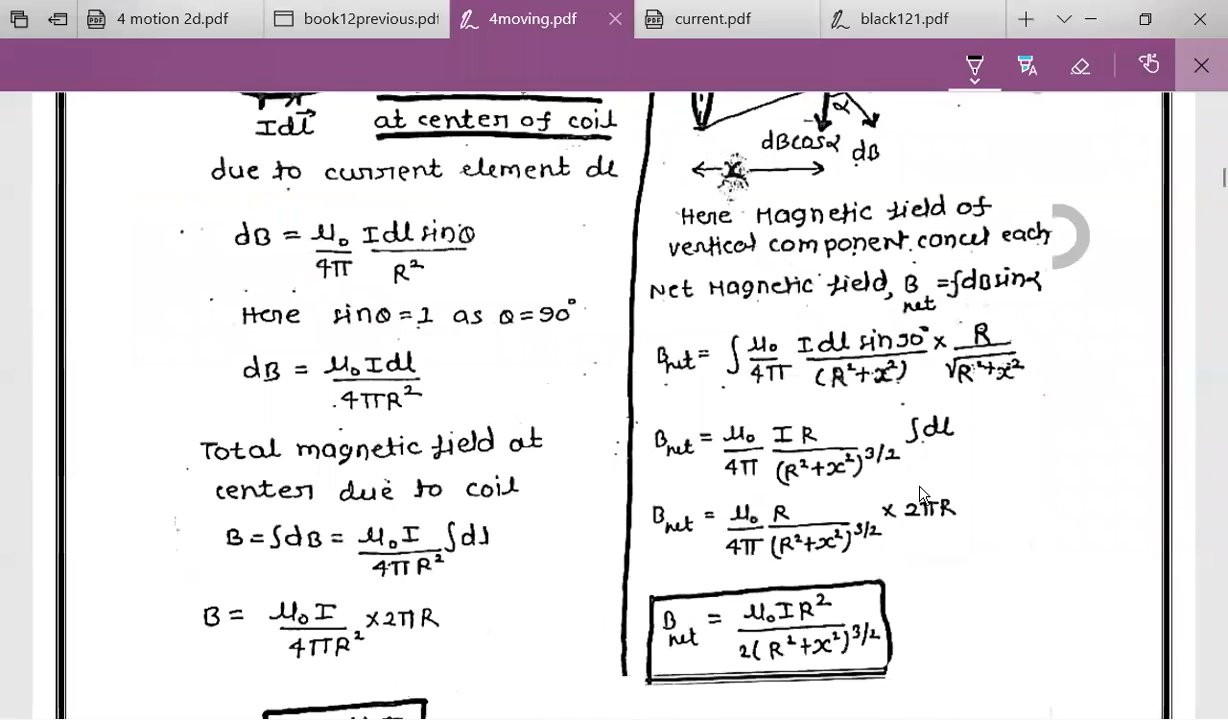 4 motion 2d.pdf
book12previous.pdf
4moving.pdf
current.pdf
black121.pdf
Idl⃗
at center of coil
due to current element dl
dB = μ₀/4π Idl sinθ/R²
Here sinθ = 1 as θ = 90°
dB = μ₀Idl/4πR²
Total magnetic field at
center due to coil
B = ∫dB = μ₀I/4πR² ∫dl
B = μ₀I/4πR² × 2πR
α
dBcosα
dB
x
Here Magnetic field of
vertical component cancel each
Net Magnetic field, B net = ∫dBsinα
Bnet = ∫ μ₀/4π Idl sin90°/(R²+x²) × R/√R²+x²
Bnet = μ₀/4π IR/(R²+x²)3/2 ∫dl
Bnet = μ₀/4π R/(R²+x²)3/2 × 2πR
Bnet = μ₀IR²/2(R²+x²)3/2